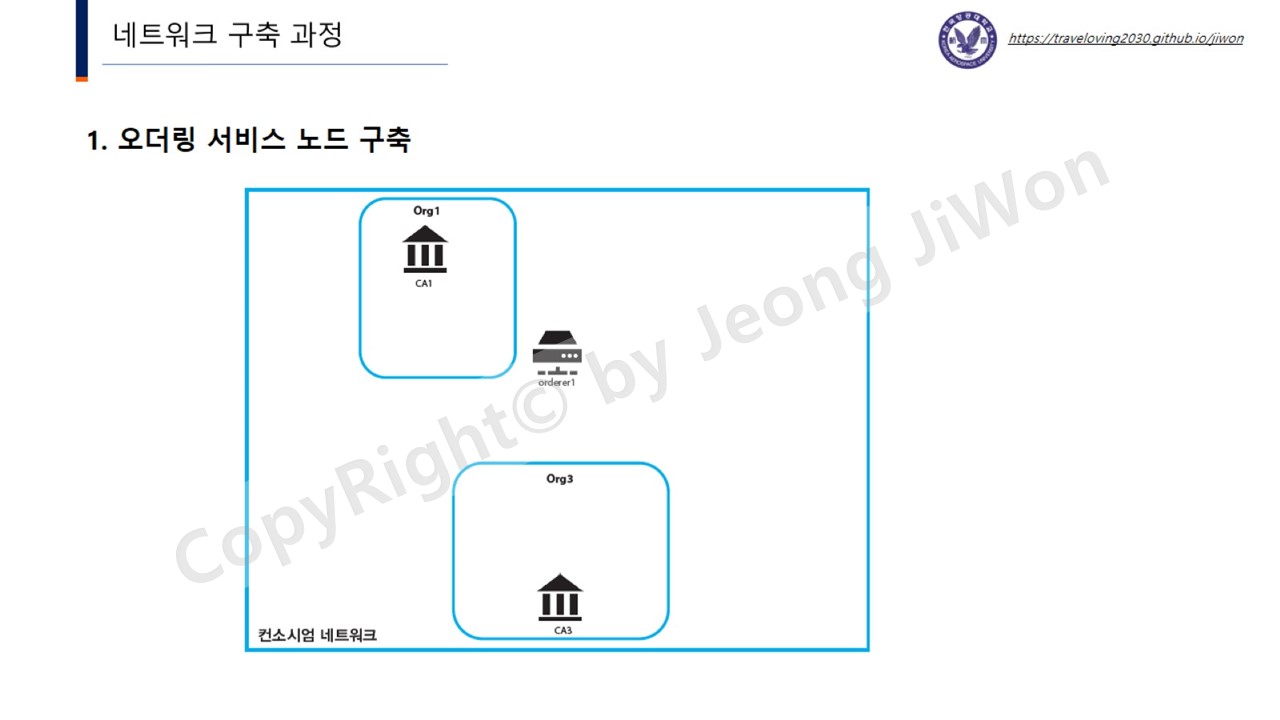 네트워크 구축 과정
https://traveloving2030.github.io/jiwon
1. 오더링 서비스 노드 구축
Org1
CA1
orderer1
Org3
CA3
컨소시엄 네트워크
CopyRight© by Jeong JiWon